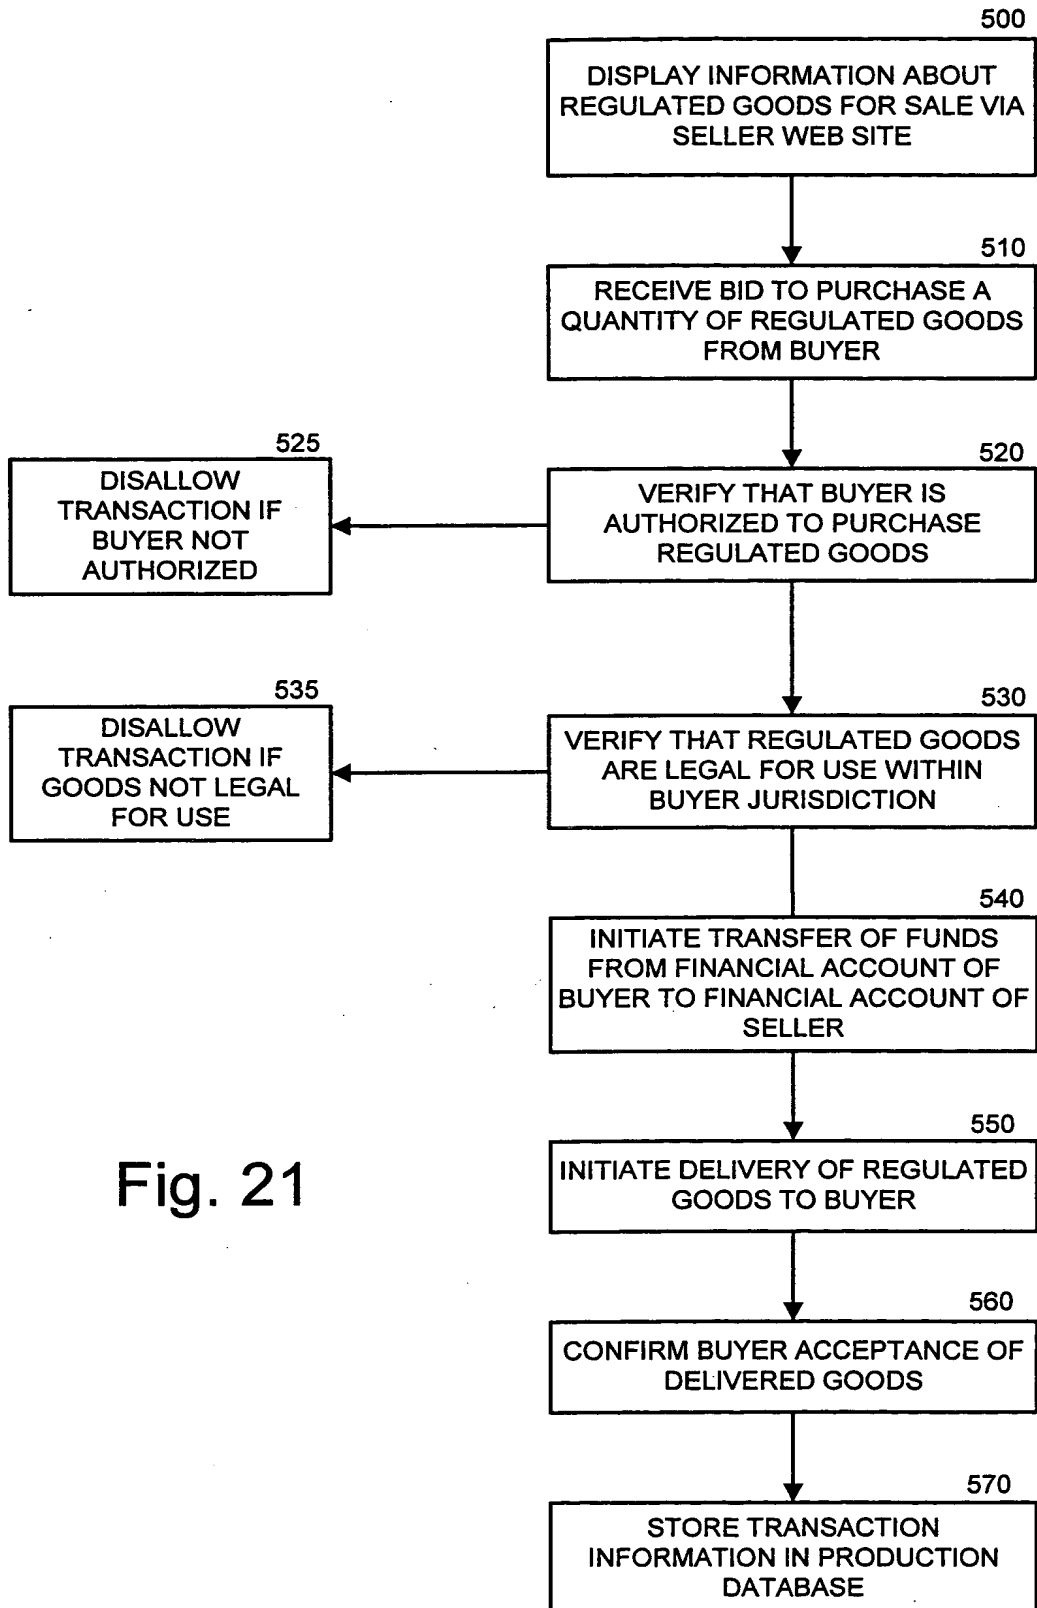 500
DISPLAY INFORMATION ABOUT
REGULATED GOODS FOR SALE VIA
SELLER WEB SITE
510
RECEIVE BID TO PURCHASE A
QUANTITY OF REGULATED GOODS
FROM BUYER
525
DISALLOW
TRANSACTION IF
BUYER NOT
AUTHORIZED
520
VERIFY THAT BUYER IS
AUTHORIZED TO PURCHASE
REGULATED GOODS
535
DISALLOW
TRANSACTION IF
GOODS NOT LEGAL
FOR USE
530
VERIFY THAT REGULATED GOODS
ARE LEGAL FOR USE WITHIN
BUYER JURISDICTION
540
INITIATE TRANSFER OF FUNDS
FROM FINANCIAL ACCOUNT OF
BUYER TO FINANCIAL ACCOUNT OF
SELLER
550
INITIATE DELIVERY OF REGULATED
GOODS TO BUYER
Fig. 21
560
CONFIRM BUYER ACCEPTANCE OF
DELIVERED GOODS
570
STORE TRANSACTION
INFORMATION IN PRODUCTION
DATABASE